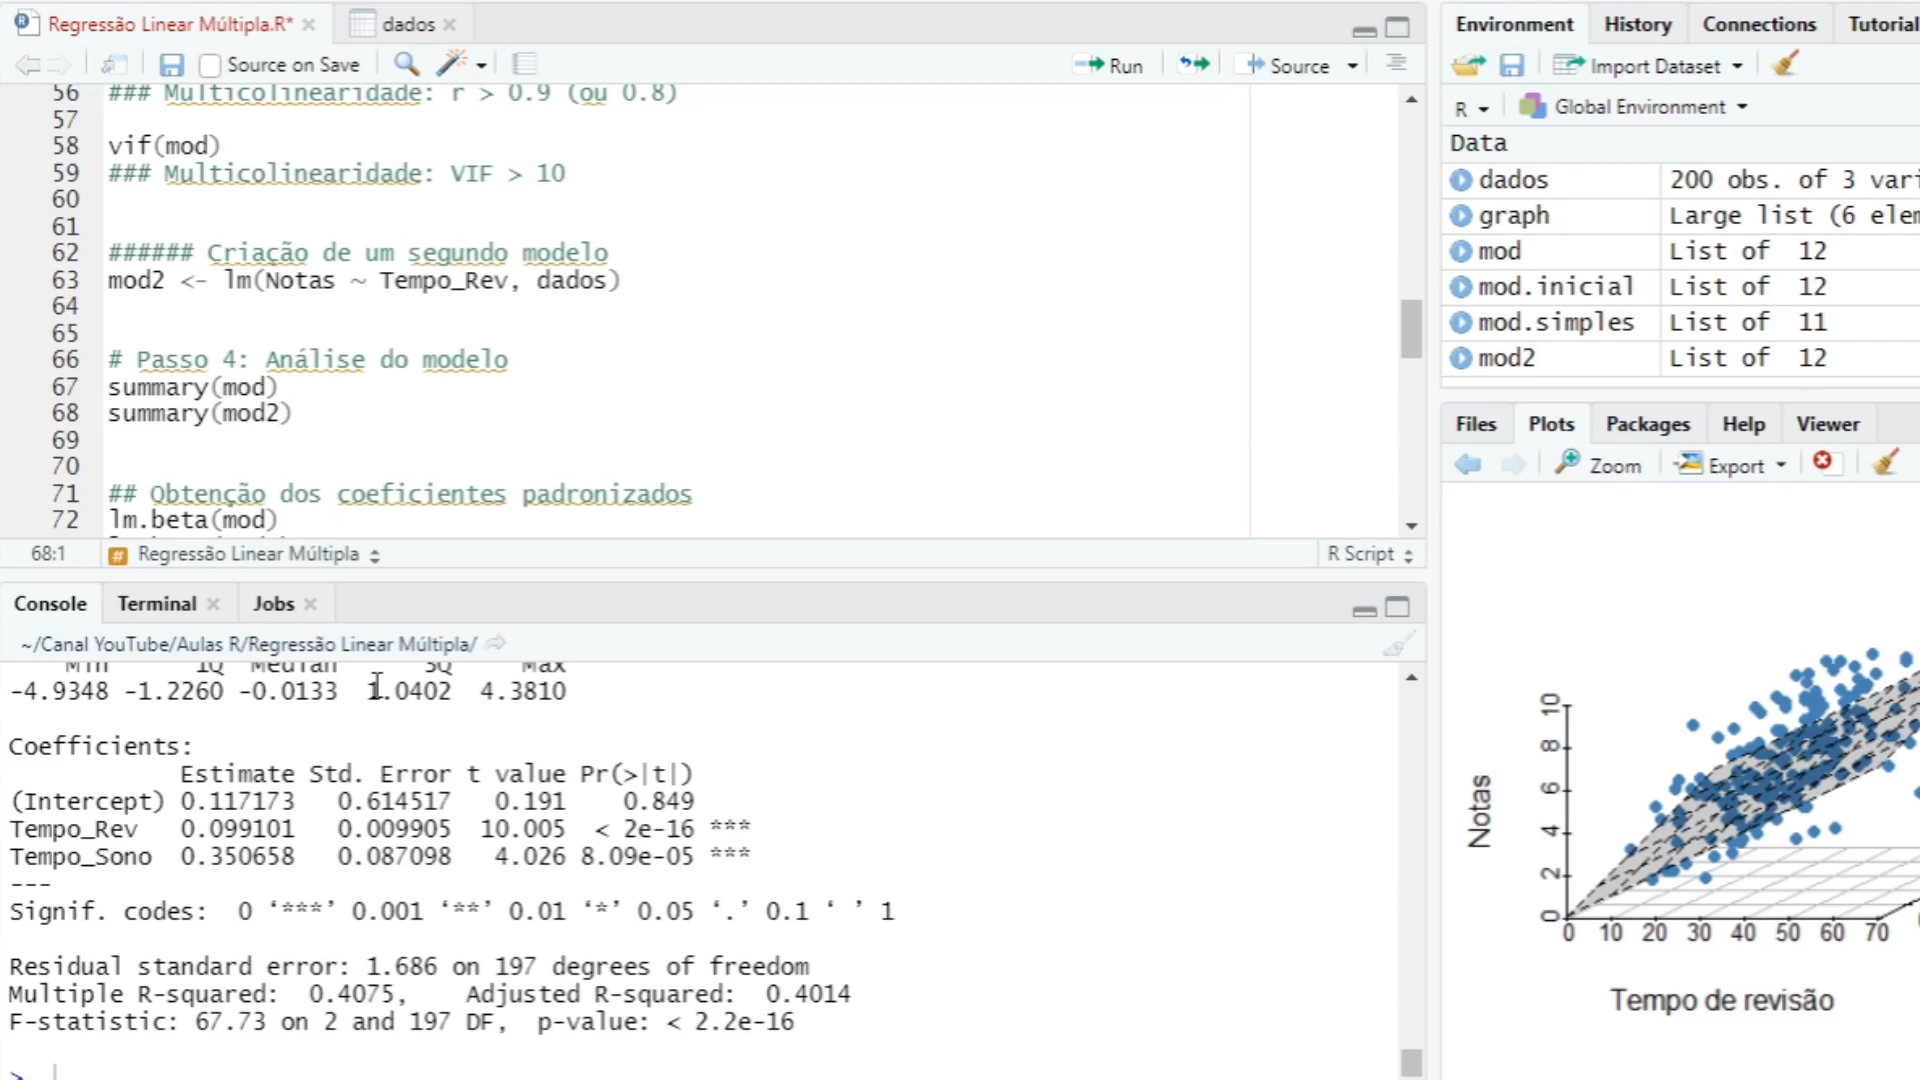 Regressão Linear Múltipla.R*
dados
Source on Save
Run
Source
56 ### Multicolinearidade: r > 0.9 (ou 0.8)
57
58 vif(mod)
59 ### Multicolinearidade: VIF > 10
60
61
62 ###### Criação de um segundo modelo
63 mod2 <- lm(Notas ~ Tempo_Rev, dados)
64
65
66 # Passo 4: Análise do modelo
67 summary(mod)
68 summary(mod2)
69
70
71 ## Obtenção dos coeficientes padronizados
72 lm.beta(mod)
68:1 # Regressão Linear Múltipla R Script
Console Terminal Jobs
~/Canal YouTube/Aulas R/Regressão Linear Múltipla/
Min 1Q Median 3Q Max
-4.9348 -1.2260 -0.0133 1.0402 4.3810
Coefficients:
Estimate Std. Error t value Pr(>|t|)
(Intercept) 0.117173 0.614517 0.191 0.849
Tempo_Rev 0.099101 0.009905 10.005 < 2e-16 ***
Tempo_Sono 0.350658 0.087098 4.026 8.09e-05 ***
---
Signif. codes: 0 ‘***’ 0.001 ‘**’ 0.01 ‘*’ 0.05 ‘.’ 0.1 ‘ ’ 1
Residual standard error: 1.686 on 197 degrees of freedom
Multiple R-squared: 0.4075, Adjusted R-squared: 0.4014
F-statistic: 67.73 on 2 and 197 DF, p-value: < 2.2e-16
>
Environment History Connections Tutorial
Import Dataset
R Global Environment
Data
dados 200 obs. of 3 vari
graph Large list (6 elem
mod List of 12
mod.inicial List of 12
mod.simples List of 11
mod2 List of 12
Files Plots Packages Help Viewer
Zoom Export
Notas
10
8
6
4
2
0
0 10 20 30 40 50 60 70
Tempo de revisão